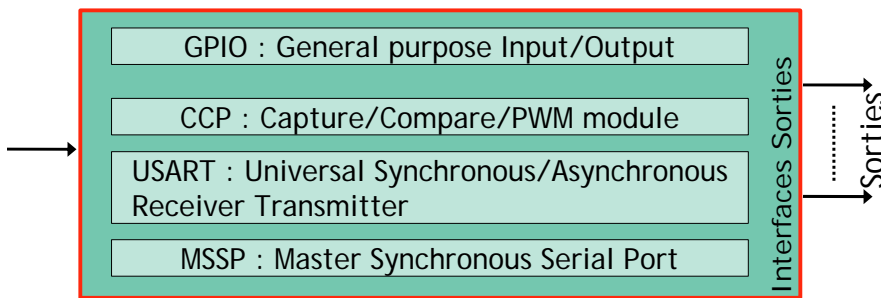 GPIO : General purpose Input/Output
CCP : Capture/Compare/PWM module
USART : Universal Synchronous/Asynchronous
Receiver Transmitter
MSSP : Master Synchronous Serial Port
Interfaces Sorties
Sorties